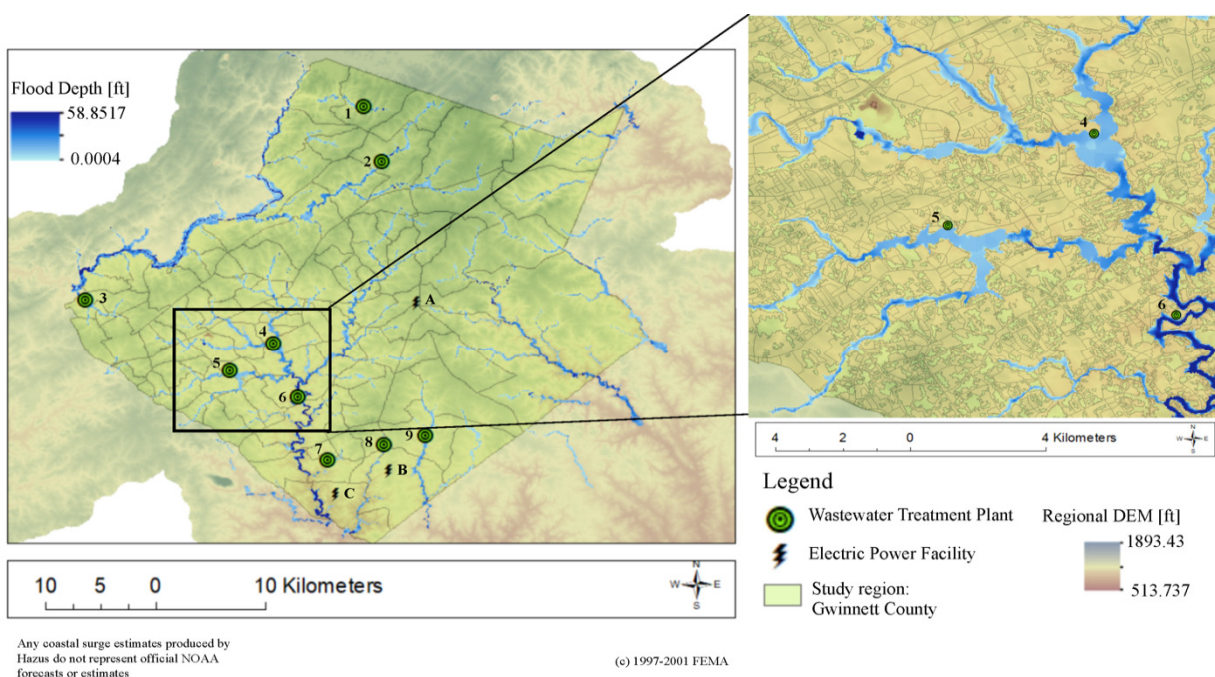 Flood Depth [ft]
58.8517
0.0004
1
2
3
4
5
6
7
8
9
A
B
C
10 5 0 10 Kilometers
N
W E
S
Any coastal surge estimates produced by
Hazus do not represent official NOAA
forecasts or estimates
(c) 1997-2001 FEMA
4
5
6
4 2 0 4 Kilometers
N
W E
S
Legend
Wastewater Treatment Plant
Electric Power Facility
Study region:
Gwinnett County
Regional DEM [ft]
1893.43
513.737